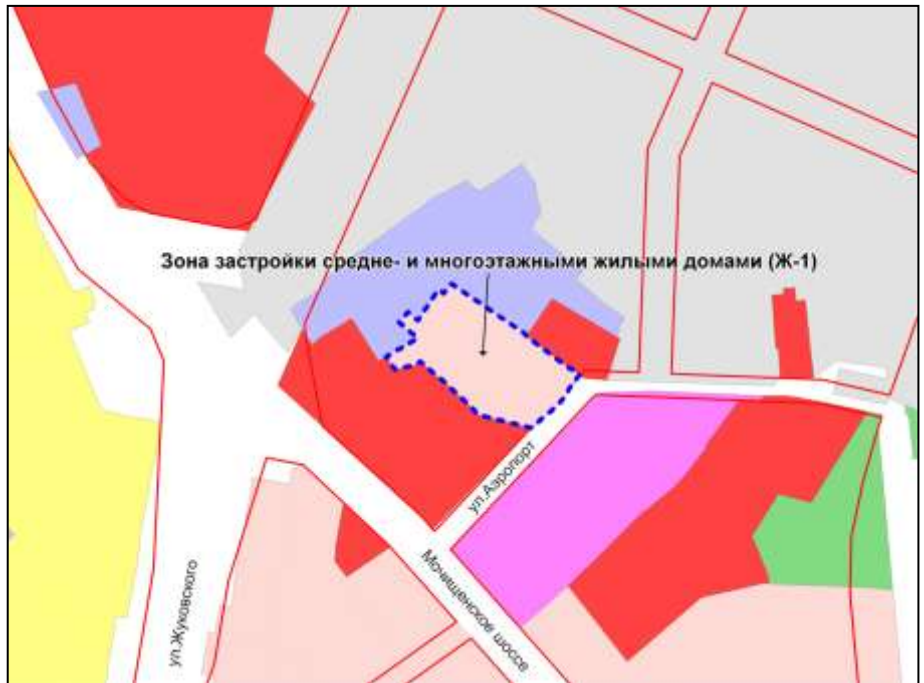 Зона застройки средне- и многоэтажными жилыми домами (Ж-1)
ул.Аэропорт
Мочищенское шоссе
ул.Жуковского